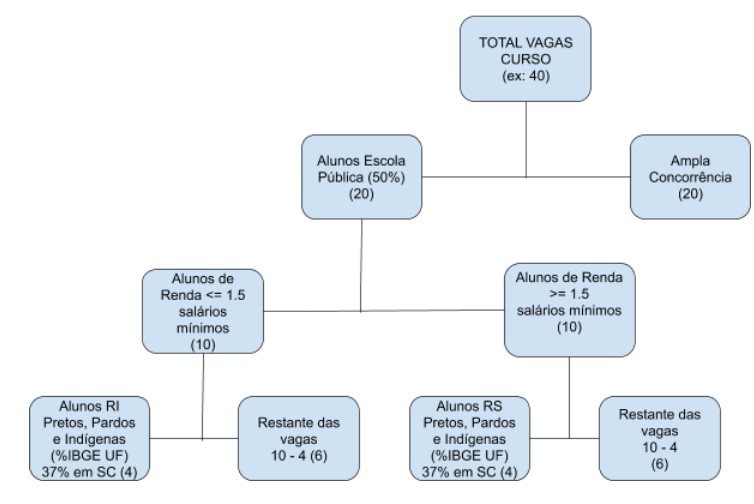 TOTAL VAGAS
CURSO
(ex: 40)
Alunos Escola
Pública (50%)
(20)
Ampla
Concorrência
(20)
Alunos de
Renda <= 1.5
salários
mínimos
(10)
Alunos de Renda
>= 1.5
salários mínimos
(10)
Alunos RI
Pretos, Pardos
e Indígenas
(%IBGE UF)
37% em SC (4)
Restante das
vagas
10 - 4 (6)
Alunos RS
Pretos, Pardos
e Indígenas
(%IBGE UF)
37% em SC (4)
Restante das
vagas
10 - 4
(6)